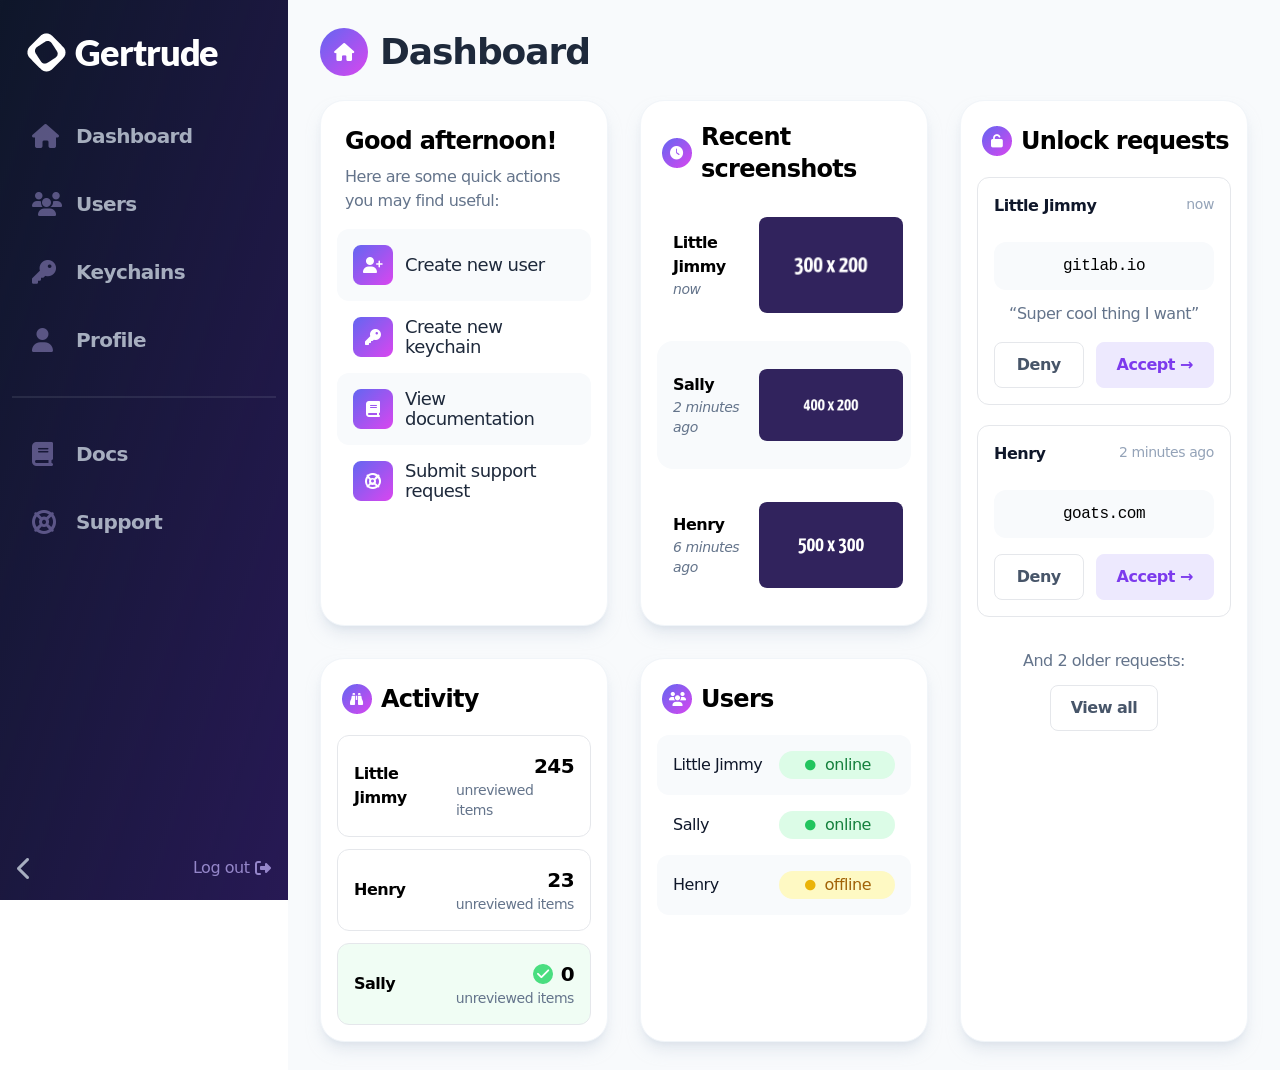 Gertrude
Dashboard
Users
Keychains
Profile
Docs
Support
Log out
Dashboard
Good afternoon!
Here are some quick actions
you may find useful:
Create new user
Create new
keychain
View
documentation
Submit support
request
Recent
screenshots
Little
Jimmy
now
300 x 200
Sally
2 minutes
ago
400 x 200
Henry
6 minutes
ago
500 x 300
Unlock requests
Little Jimmy
now
gitlab.io
“Super cool thing I want”
Deny
Accept →
Henry
2 minutes ago
goats.com
Deny
Accept →
And 2 older requests:
View all
Activity
Little
Jimmy
245
unreviewed
items
Henry
23
unreviewed items
Sally
0
unreviewed items
Users
Little Jimmy
online
Sally
online
Henry
offline